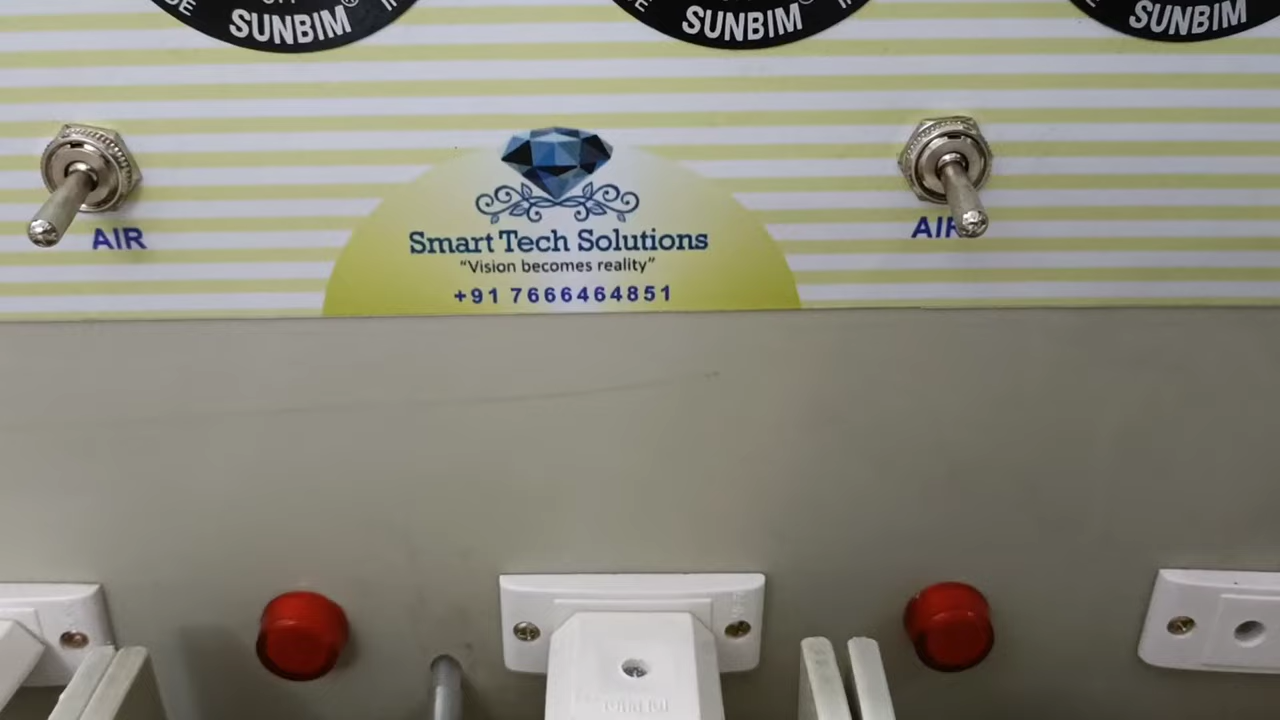 SUNBIM®
SUNBIM
SUNBIM
AIR
AIR
Smart Tech Solutions
"Vision becomes reality"
+91 7666464851